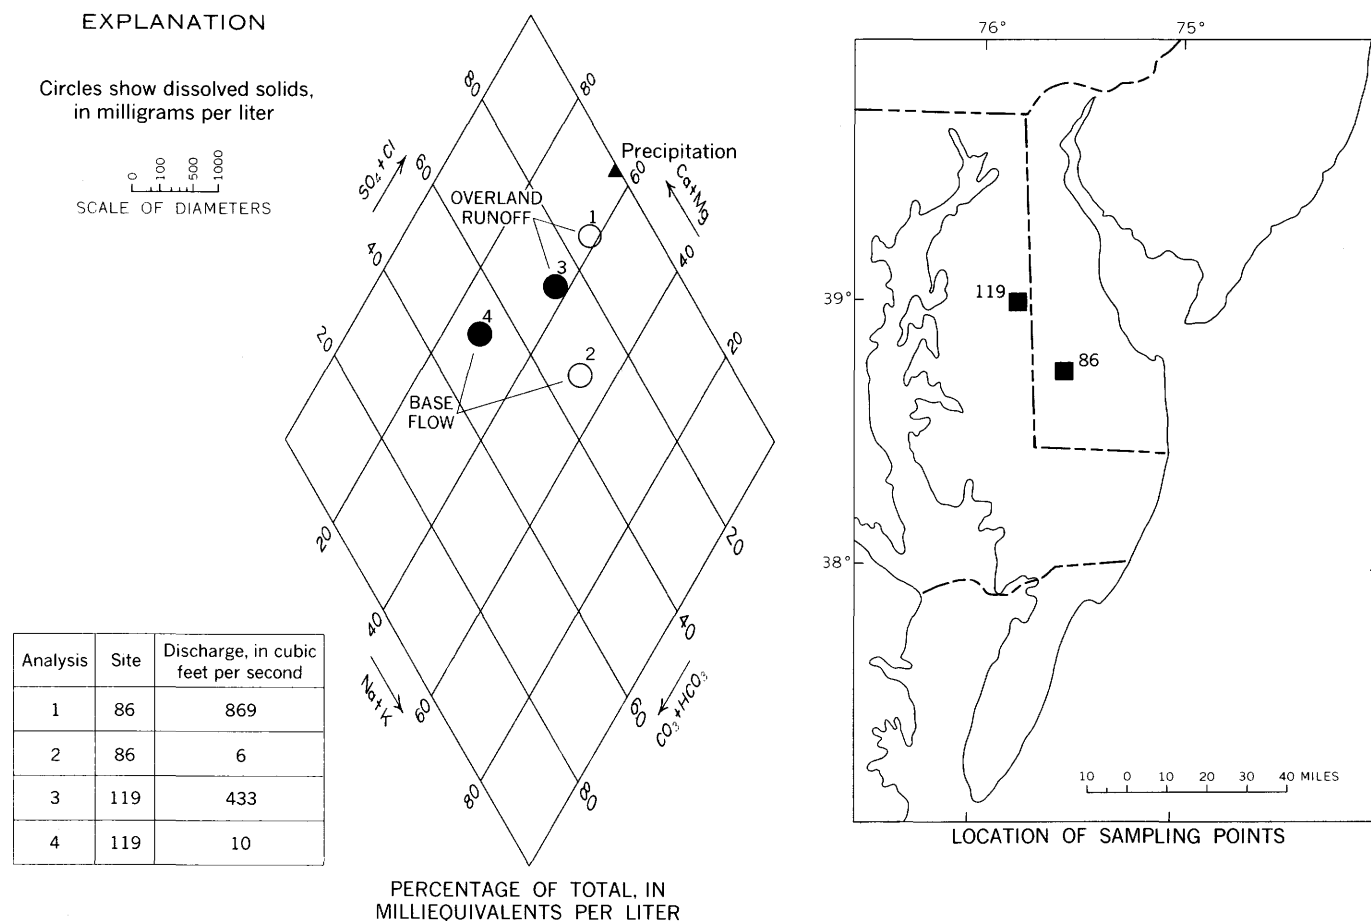 EXPLANATION
Circles show dissolved solids,
in milligrams per liter
0 100 500 1000
SCALE OF DIAMETERS
80 80
60 60
40 40
20 20
20 20
40 40
60 60
80 80
SO₄+Cl
Ca+Mg
Na+K
CO₃+HCO₃
Precipitation
OVERLAND
RUNOFF
1
3
4
2
BASE
FLOW
Analysis Site Discharge, in cubic
feet per second
1 86 869
2 86 6
3 119 433
4 119 10
PERCENTAGE OF TOTAL, IN
MILLIEQUIVALENTS PER LITER
76° 75°
39°
38°
119
86
10 0 10 20 30 40 MILES
LOCATION OF SAMPLING POINTS